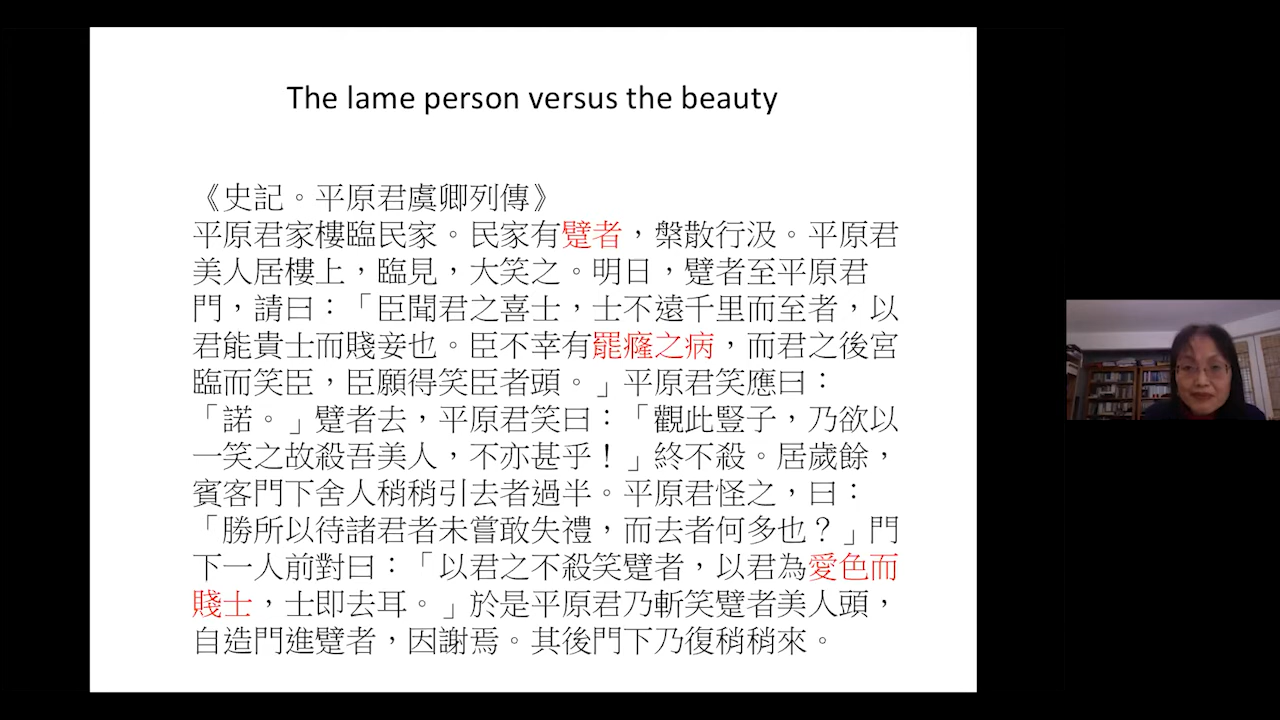 The lame person versus the beauty
《史記。平原君虞卿列傳》
平原君家樓臨民家。民家有躄者，槃散行汲。平原君
美人居樓上，臨見，大笑之。明日，躄者至平原君
門，請曰：「臣聞君之喜士，士不遠千里而至者，以
君能貴士而賤妾也。臣不幸有罷癃之病，而君之後宮
臨而笑臣，臣願得笑臣者頭。」平原君笑應曰：
「諾。」躄者去，平原君笑曰：「觀此豎子，乃欲以
一笑之故殺吾美人，不亦甚乎！」終不殺。居歲餘，
賓客門下舍人稍稍引去者過半。平原君怪之，曰：
「勝所以待諸君者未嘗敢失禮，而去者何多也？」門
下一人前對曰：「以君之不殺笑躄者，以君為愛色而
賤士，士即去耳。」於是平原君乃斬笑躄者美人頭，
自造門進躄者，因謝焉。其後門下乃復稍稍來。